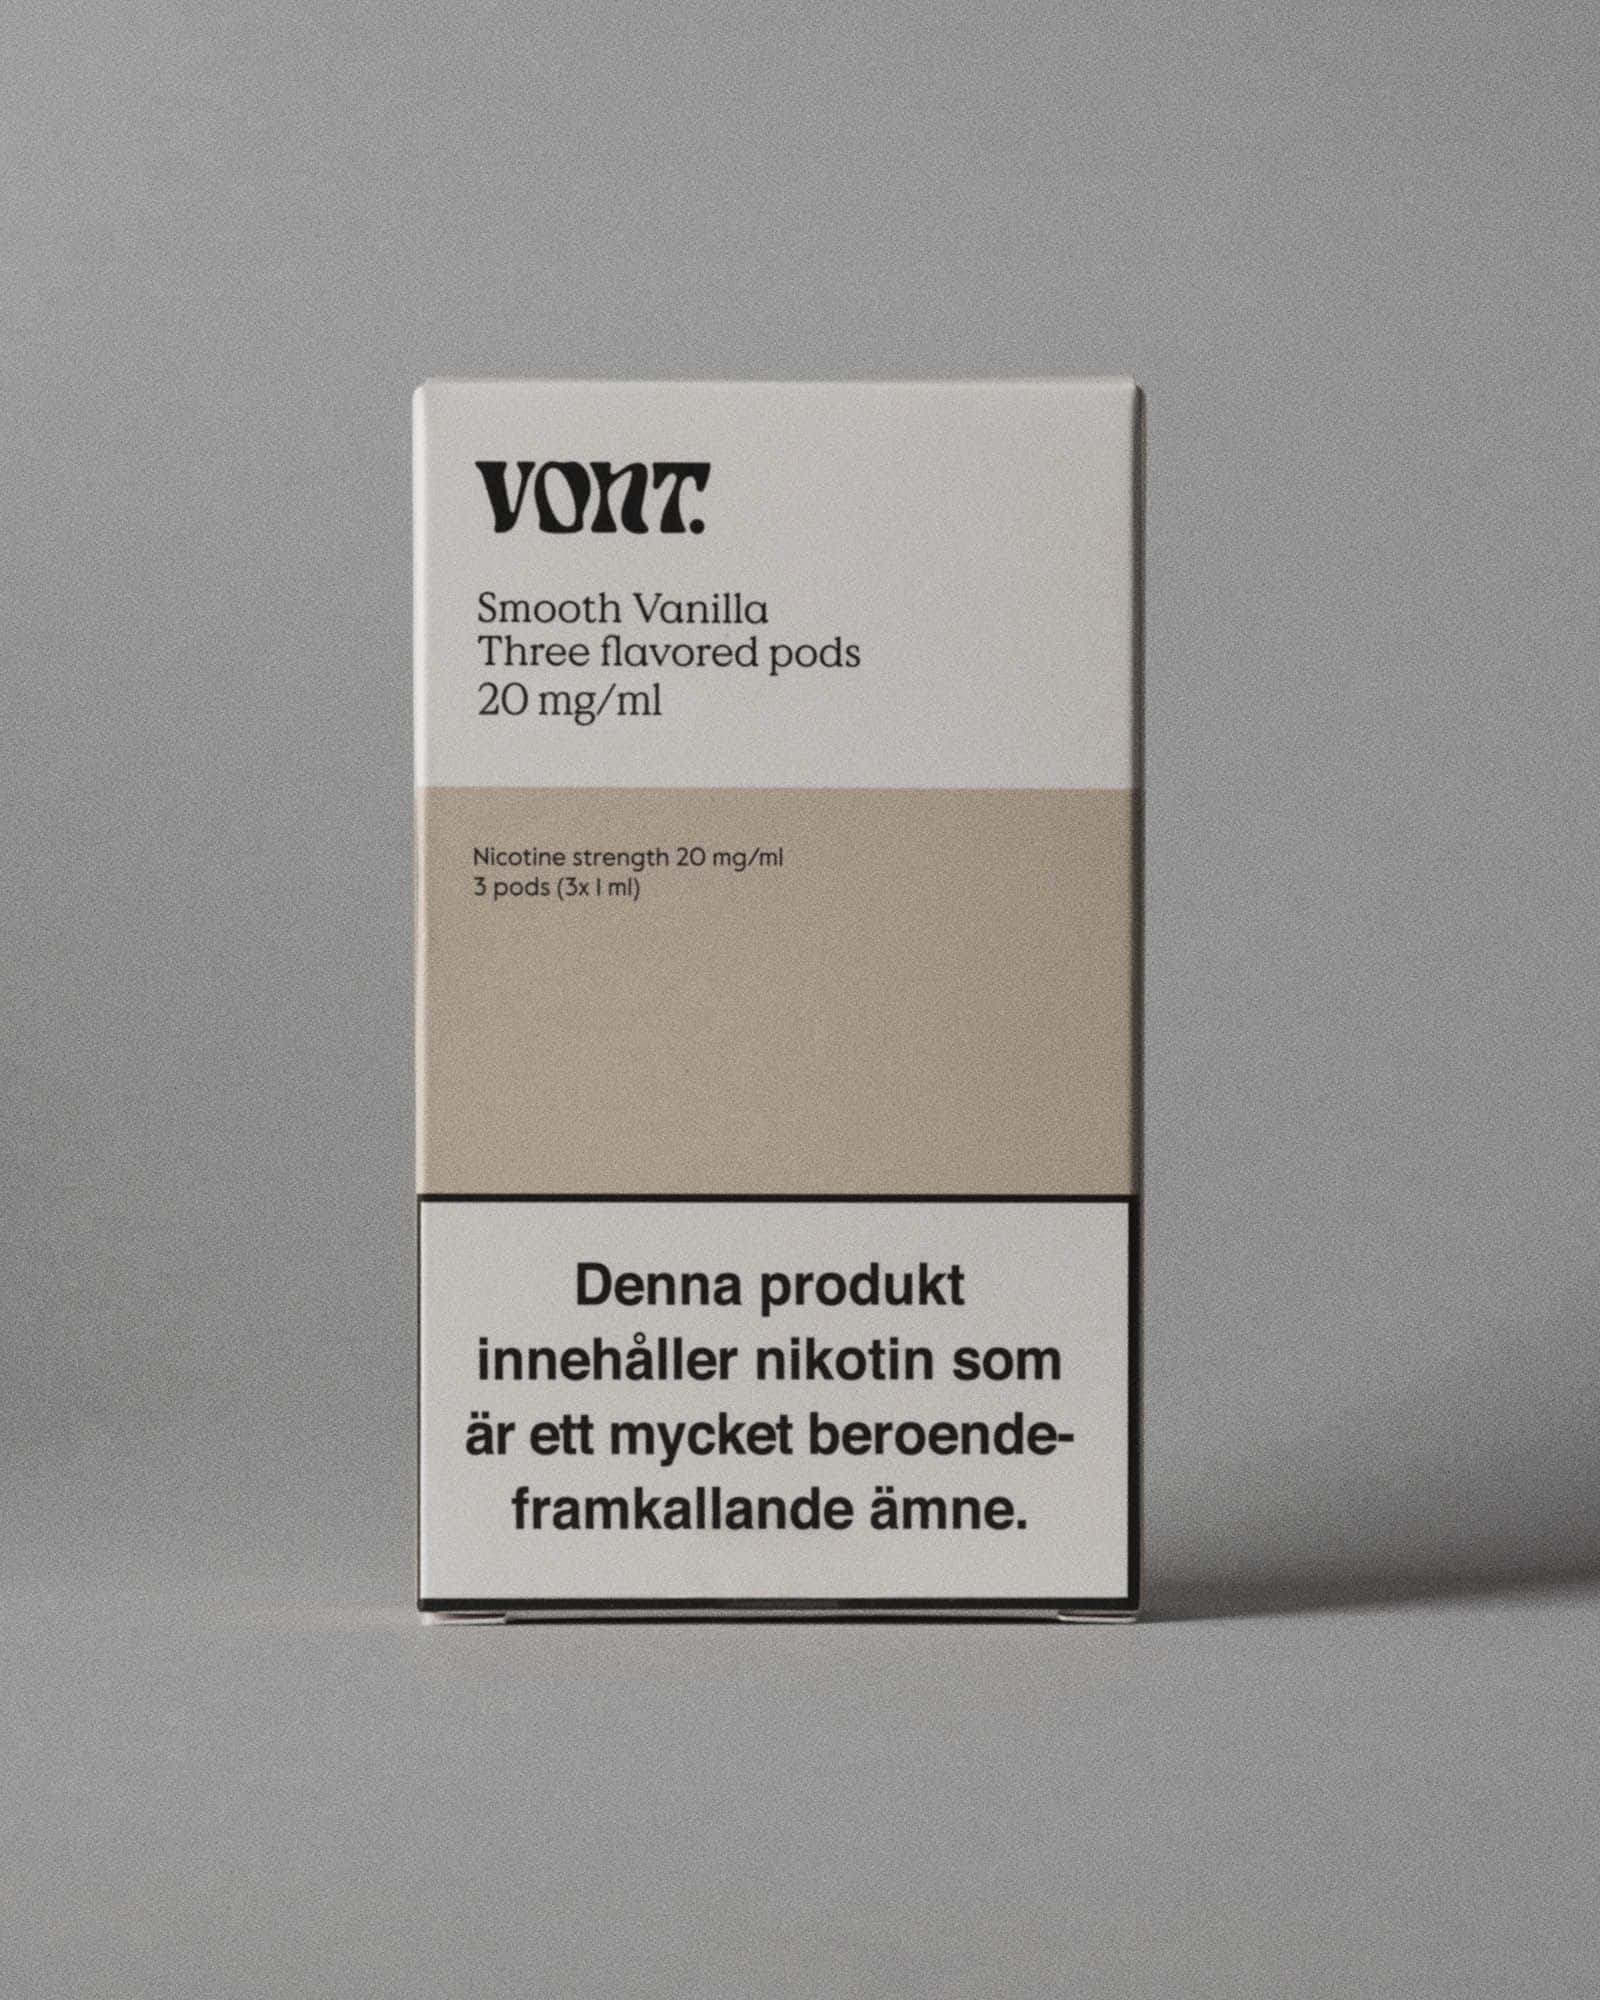 VONT.
Smooth Vanilla
Three flavored pods
20 mg/ml
Nicotine strength 20 mg/ml
3 pods (3x 1 ml)
Denna produkt
innehåller nikotin som
är ett mycket beroende-
framkallande ämne.